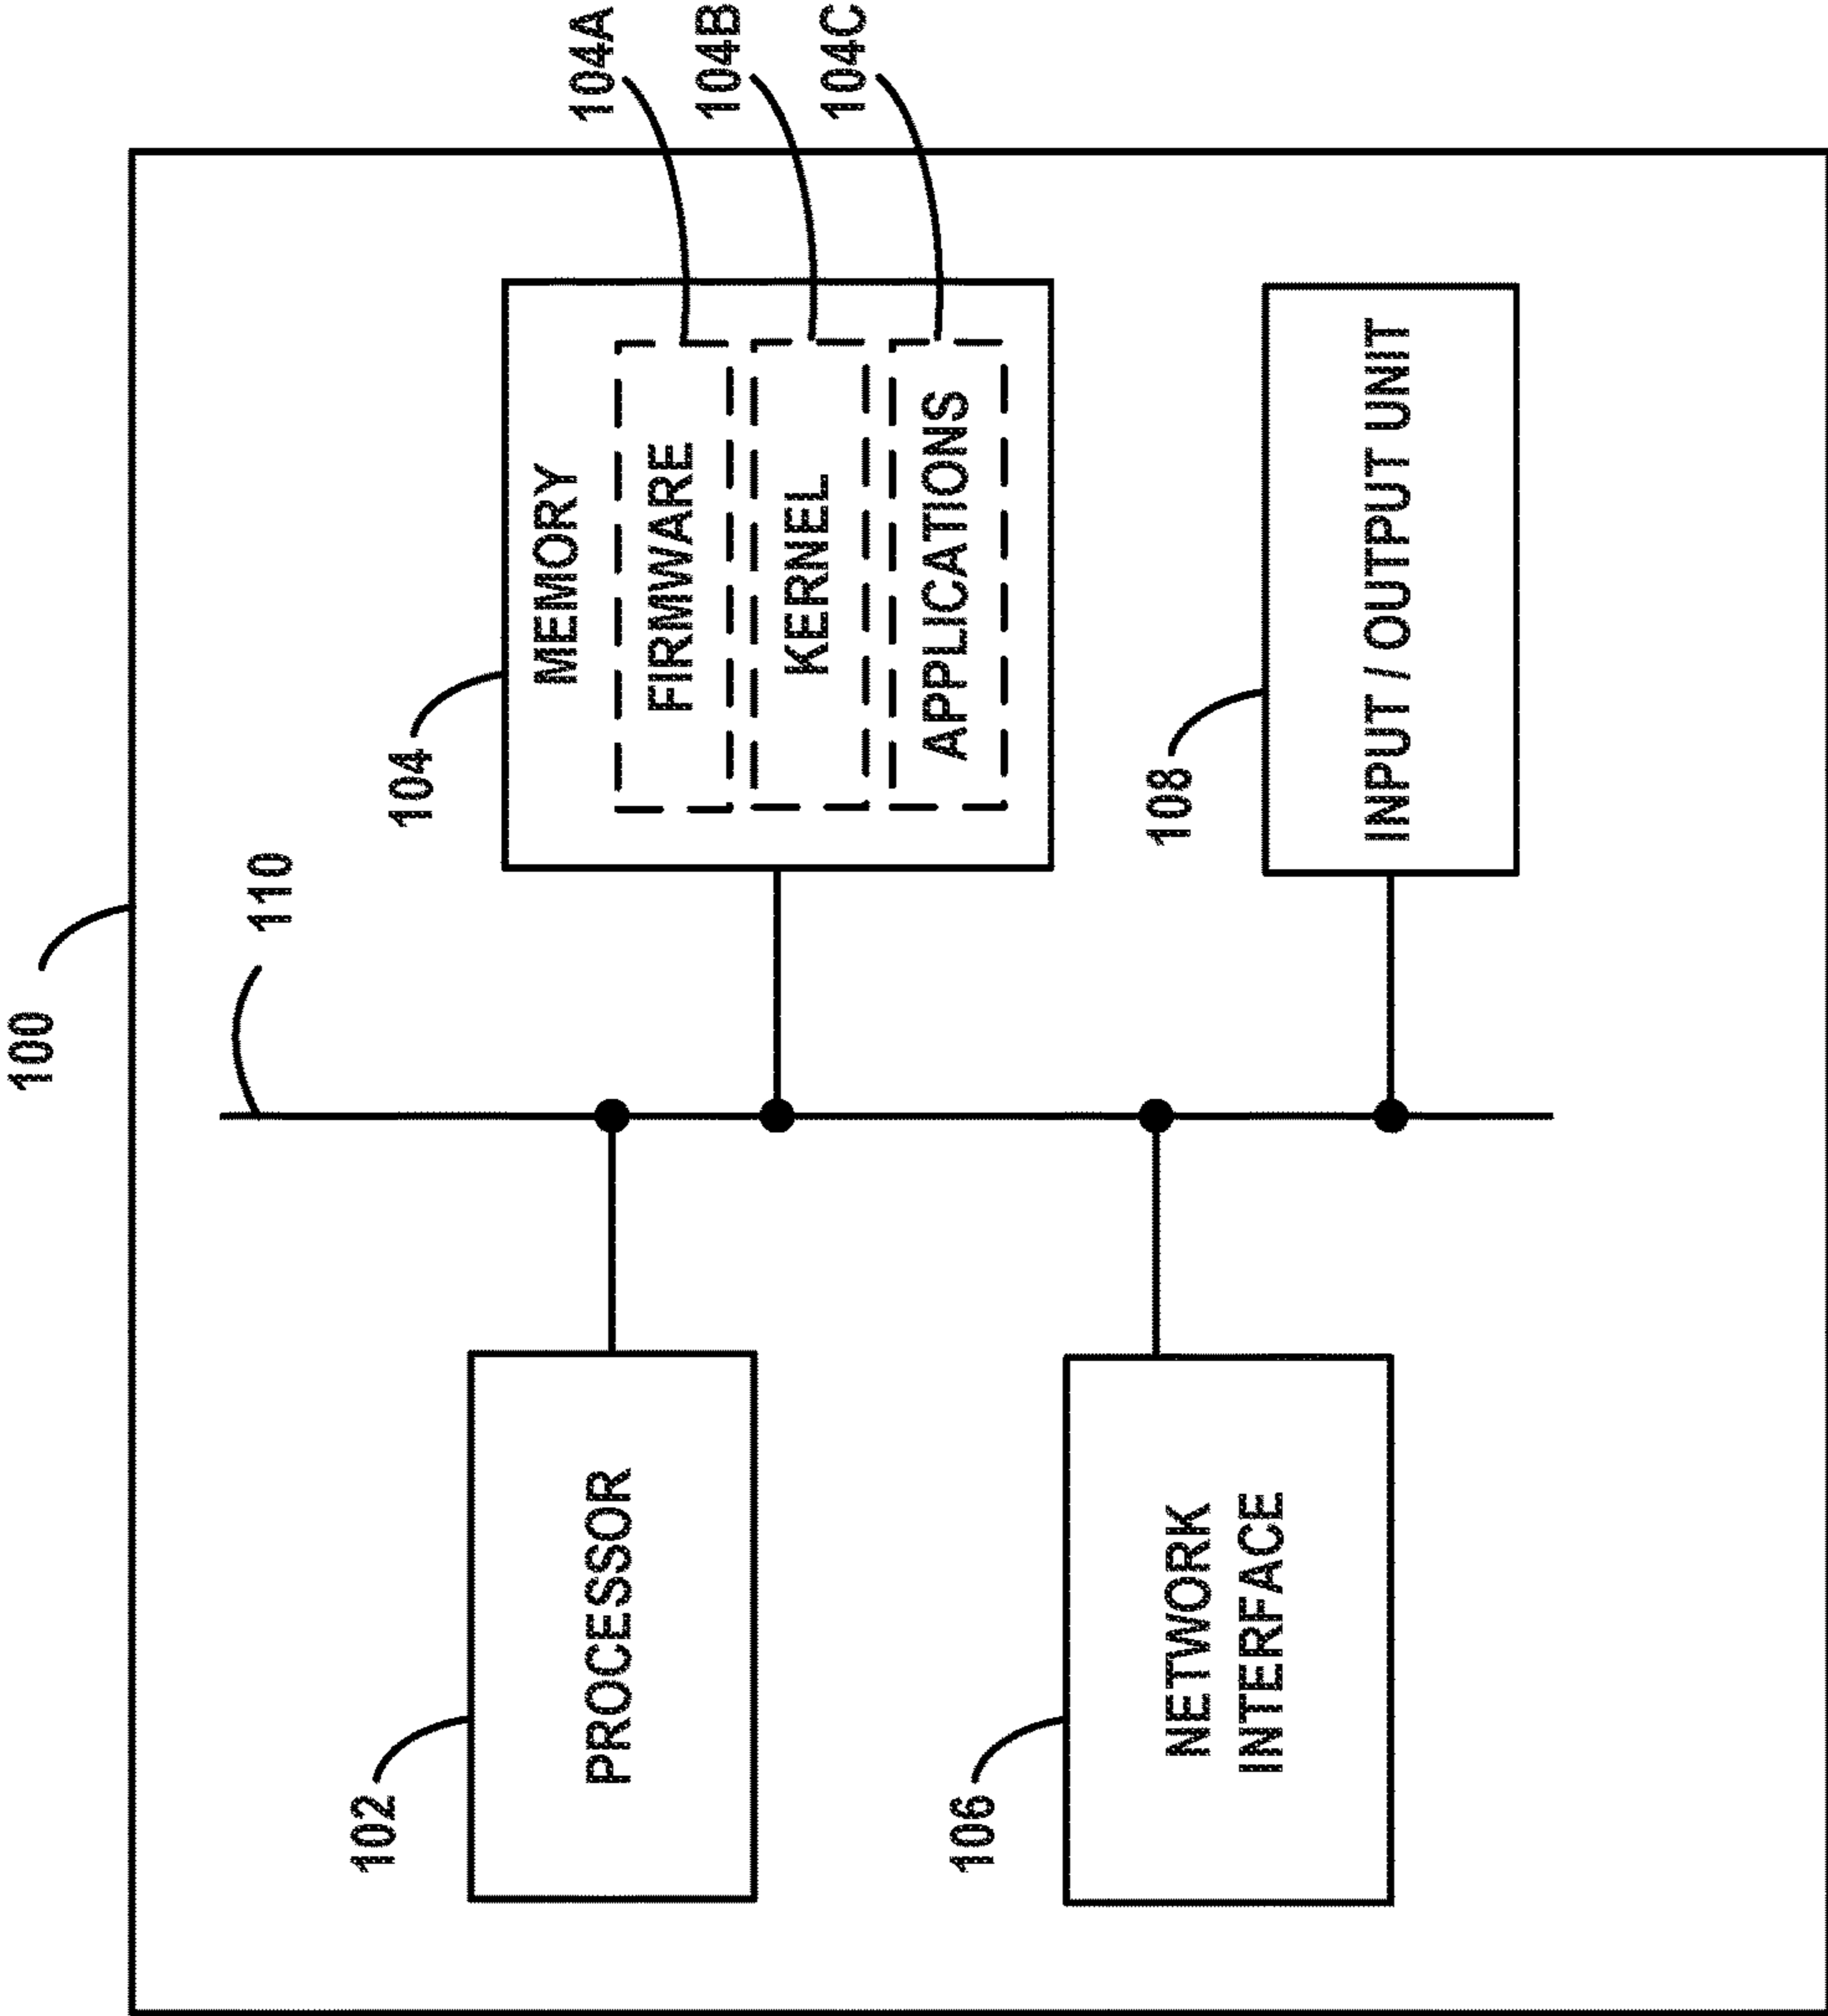 100
110
102
PROCESSOR
104
MEMORY
FIRMWARE
104A
KERNEL
104B
APPLICATIONS
104C
106
NETWORK
INTERFACE
108
INPUT / OUTPUT UNIT